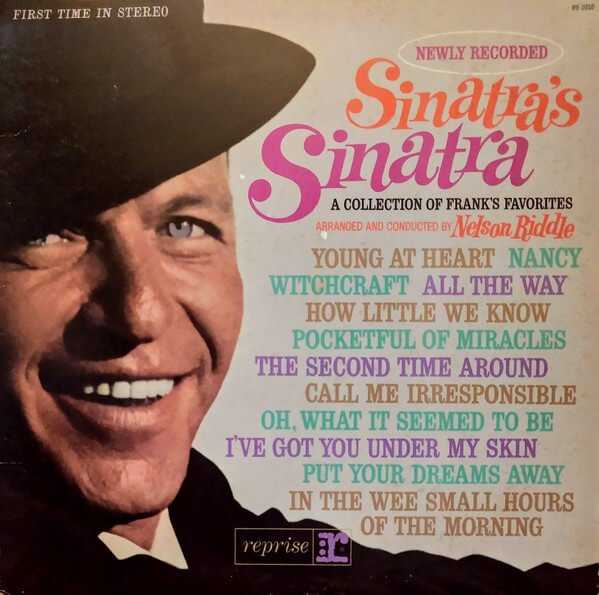 FIRST TIME IN STEREO
R9-1010
NEWLY RECORDED
Sinatra's
Sinatra
A COLLECTION OF FRANK'S FAVORITES
ARRANGED AND CONDUCTED BY Nelson Riddle
YOUNG AT HEART NANCY
WITCHCRAFT ALL THE WAY
HOW LITTLE WE KNOW
POCKETFUL OF MIRACLES
THE SECOND TIME AROUND
CALL ME IRRESPONSIBLE
OH, WHAT IT SEEMED TO BE
I'VE GOT YOU UNDER MY SKIN
PUT YOUR DREAMS AWAY
IN THE WEE SMALL HOURS
OF THE MORNING
reprise r